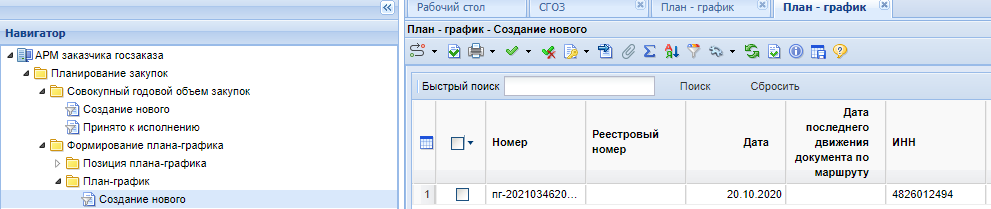 Рабочий стол
СГОЗ
План - график
План - график
Навигатор
План - график - Создание нового
АРМ заказчика госзаказа
Планирование закупок
Совокупный годовой объем закупок
Создание нового
Принято к исполнению
Формирование плана-графика
Позиция плана-графика
План-график
Создание нового
Быстрый поиск
Поиск
Сбросить
Номер
Реестровый
номер
Дата
Дата
последнего
движения
документа по
маршруту
ИНН
1
пг-2021034620...
20.10.2020
4826012494